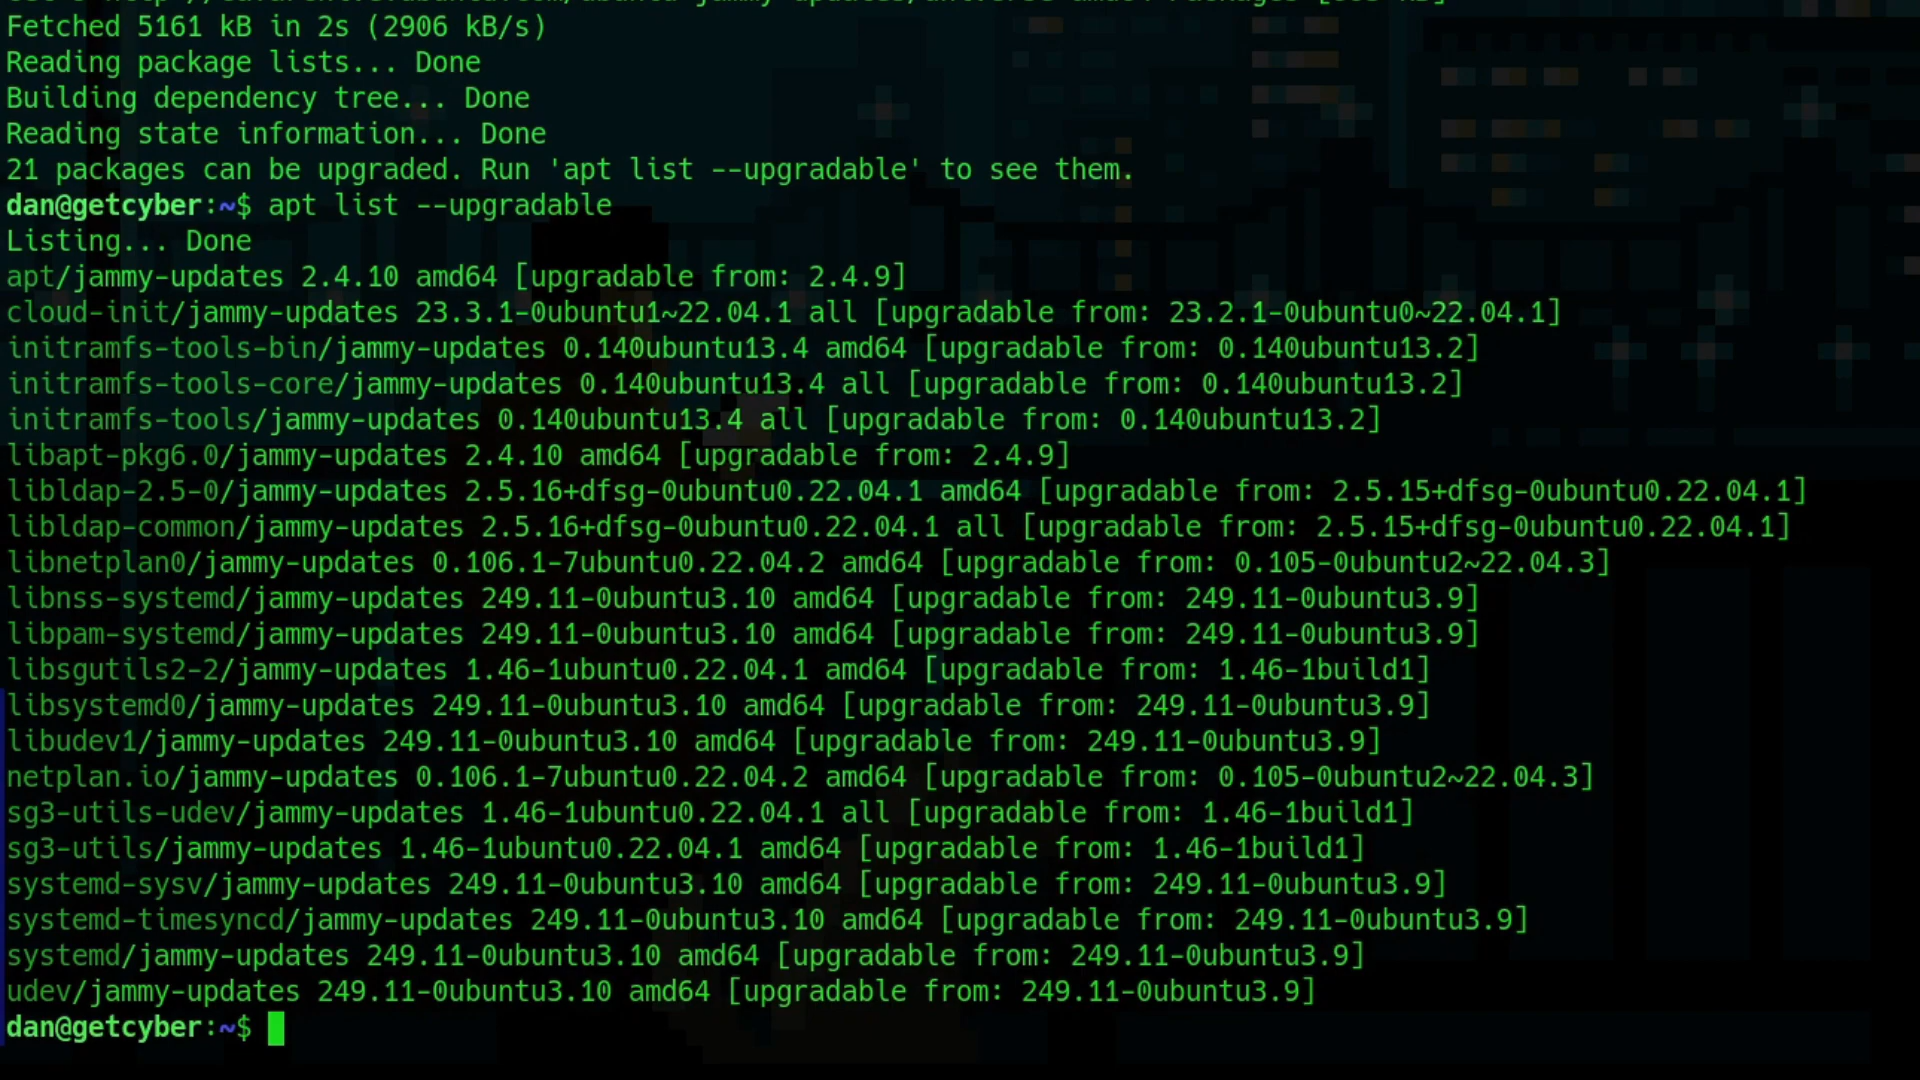 Fetched 5161 kB in 2s (2906 kB/s)
Reading package lists... Done
Building dependency tree... Done
Reading state information... Done
21 packages can be upgraded. Run 'apt list --upgradable' to see them.
dan@getcyber:~$ apt list --upgradable
Listing... Done
apt/jammy-updates 2.4.10 amd64 [upgradable from: 2.4.9]
cloud-init/jammy-updates 23.3.1-0ubuntu1~22.04.1 all [upgradable from: 23.2.1-0ubuntu0~22.04.1]
initramfs-tools-bin/jammy-updates 0.140ubuntu13.4 amd64 [upgradable from: 0.140ubuntu13.2]
initramfs-tools-core/jammy-updates 0.140ubuntu13.4 all [upgradable from: 0.140ubuntu13.2]
initramfs-tools/jammy-updates 0.140ubuntu13.4 all [upgradable from: 0.140ubuntu13.2]
libapt-pkg6.0/jammy-updates 2.4.10 amd64 [upgradable from: 2.4.9]
libldap-2.5-0/jammy-updates 2.5.16+dfsg-0ubuntu0.22.04.1 amd64 [upgradable from: 2.5.15+dfsg-0ubuntu0.22.04.1]
libldap-common/jammy-updates 2.5.16+dfsg-0ubuntu0.22.04.1 all [upgradable from: 2.5.15+dfsg-0ubuntu0.22.04.1]
libnetplan0/jammy-updates 0.106.1-7ubuntu0.22.04.2 amd64 [upgradable from: 0.105-0ubuntu2~22.04.3]
libnss-systemd/jammy-updates 249.11-0ubuntu3.10 amd64 [upgradable from: 249.11-0ubuntu3.9]
libpam-systemd/jammy-updates 249.11-0ubuntu3.10 amd64 [upgradable from: 249.11-0ubuntu3.9]
libsgutils2-2/jammy-updates 1.46-1ubuntu0.22.04.1 amd64 [upgradable from: 1.46-1build1]
libsystemd0/jammy-updates 249.11-0ubuntu3.10 amd64 [upgradable from: 249.11-0ubuntu3.9]
libudev1/jammy-updates 249.11-0ubuntu3.10 amd64 [upgradable from: 249.11-0ubuntu3.9]
netplan.io/jammy-updates 0.106.1-7ubuntu0.22.04.2 amd64 [upgradable from: 0.105-0ubuntu2~22.04.3]
sg3-utils-udev/jammy-updates 1.46-1ubuntu0.22.04.1 all [upgradable from: 1.46-1build1]
sg3-utils/jammy-updates 1.46-1ubuntu0.22.04.1 amd64 [upgradable from: 1.46-1build1]
systemd-sysv/jammy-updates 249.11-0ubuntu3.10 amd64 [upgradable from: 249.11-0ubuntu3.9]
systemd-timesyncd/jammy-updates 249.11-0ubuntu3.10 amd64 [upgradable from: 249.11-0ubuntu3.9]
systemd/jammy-updates 249.11-0ubuntu3.10 amd64 [upgradable from: 249.11-0ubuntu3.9]
udev/jammy-updates 249.11-0ubuntu3.10 amd64 [upgradable from: 249.11-0ubuntu3.9]
dan@getcyber:~$